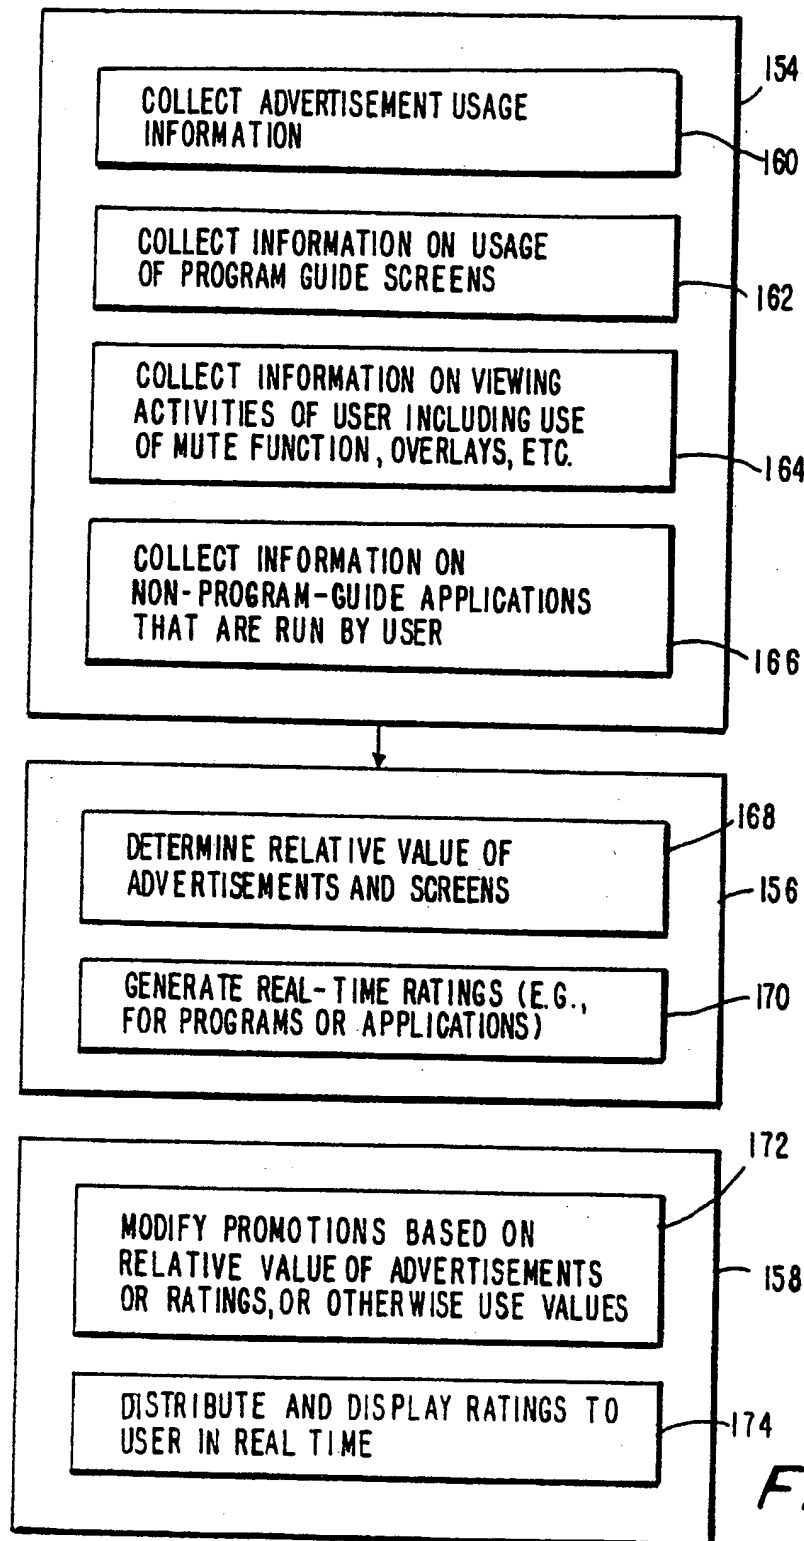 154
COLLECT ADVERTISEMENT USAGE
INFORMATION
160
COLLECT INFORMATION ON USAGE
OF PROGRAM GUIDE SCREENS
162
COLLECT INFORMATION ON VIEWING
ACTIVITIES OF USER INCLUDING USE
OF MUTE FUNCTION, OVERLAYS, ETC.
164
COLLECT INFORMATION ON
NON-PROGRAM-GUIDE APPLICATIONS
THAT ARE RUN BY USER
166
168
DETERMINE RELATIVE VALUE OF
ADVERTISEMENTS AND SCREENS
156
GENERATE REAL-TIME RATINGS (E.G.,
FOR PROGRAMS OR APPLICATIONS)
170
172
MODIFY PROMOTIONS BASED ON
RELATIVE VALUE OF ADVERTISEMENTS
OR RATINGS, OR OTHERWISE USE VALUES
158
DISTRIBUTE AND DISPLAY RATINGS TO
USER IN REAL TIME
174